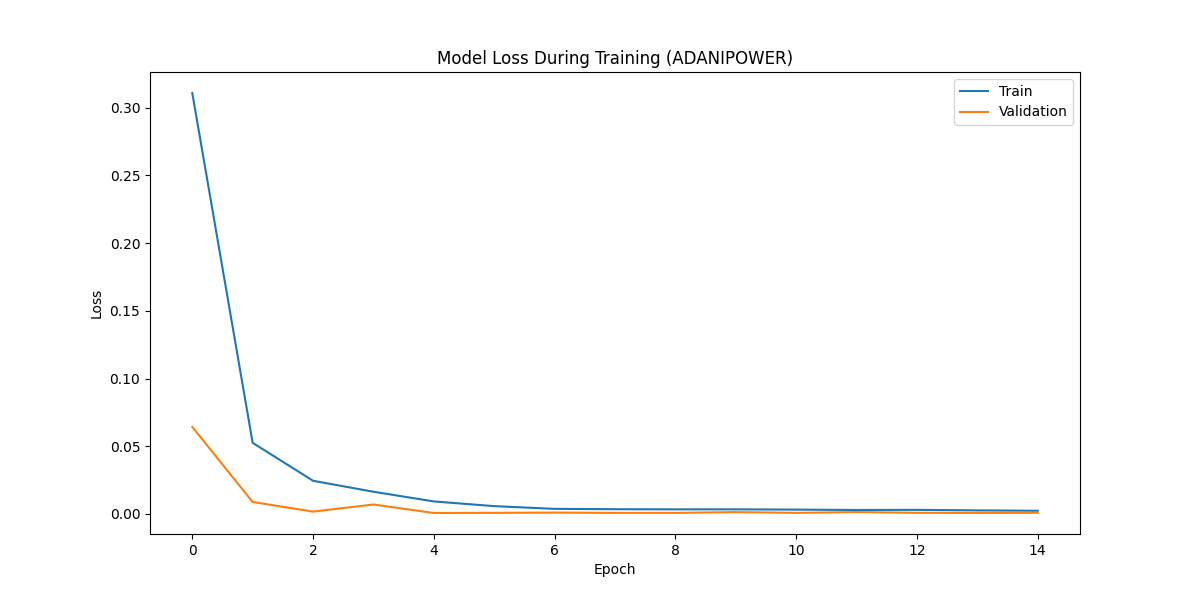 Model Loss During Training (ADANIPOWER)
Train
Validation
Loss
0.30
0.25
0.20
0.15
0.10
0.05
0.00
0 2 4 6 8 10 12 14
Epoch